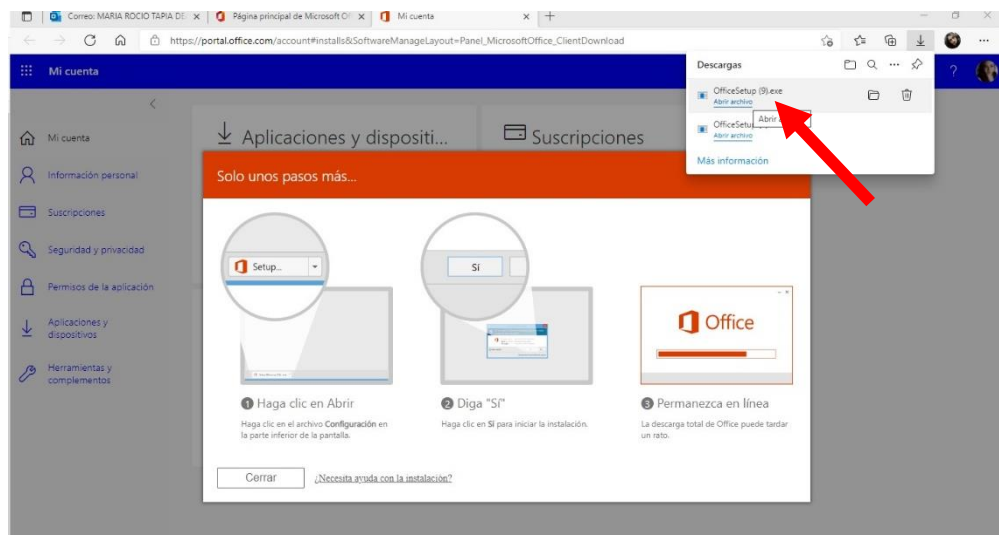 Correo: MARIA ROCIO TAPIA DE
Página principal de Microsoft Of
Mi cuenta
https://portal.office.com/account#installs&SoftwareManageLayout=Panel_MicrosoftOffice_ClientDownload
Mi cuenta
Descargas
OfficeSetup (9).exe
Abrir archivo
OfficeSetu
Abrir archivo
Abrir a
Más información
Mi cuenta
Información personal
Suscripciones
Seguridad y privacidad
Permisos de la aplicación
Aplicaciones y
dispositivos
Herramientas y
complementos
Aplicaciones y dispositi...
Suscripciones
Solo unos pasos más...
Setup...
Sí
Office
1 Haga clic en Abrir
Haga clic en el archivo Configuración en
la parte inferior de la pantalla.
2 Diga "Sí"
Haga clic en Sí para iniciar la instalación.
3 Permanezca en línea
La descarga total de Office puede tardar
un rato.
Cerrar
¿Necesita ayuda con la instalación?